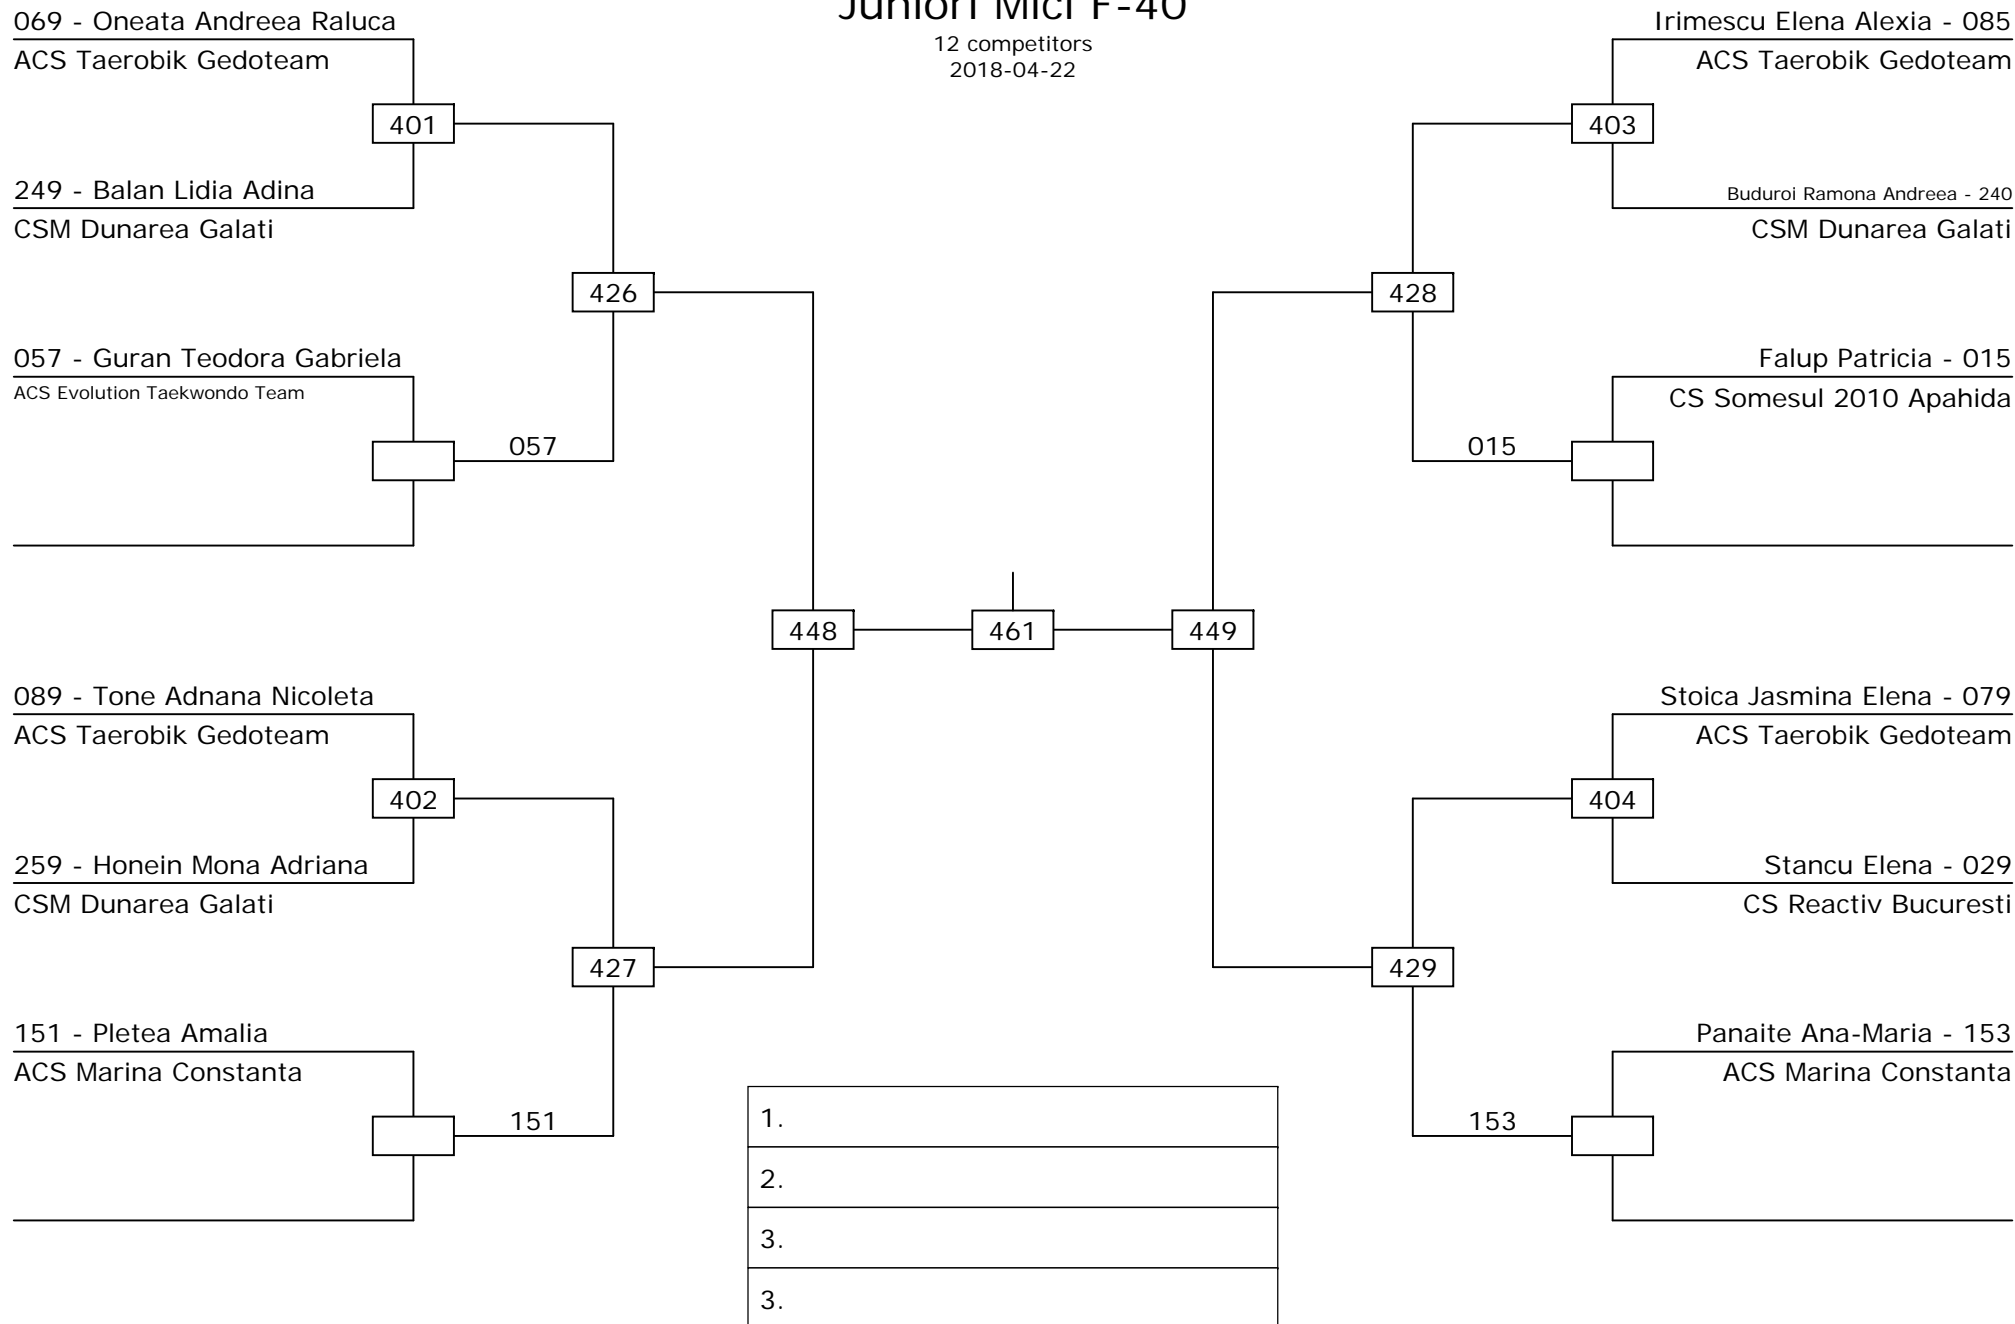 Juniori Mici F-40
12 competitors
2018-04-22
069 - Oneata Andreea Raluca
ACS Taerobik Gedoteam
401
249 - Balan Lidia Adina
CSM Dunarea Galati
426
057 - Guran Teodora Gabriela
ACS Evolution Taekwondo Team
057
448
089 - Tone Adnana Nicoleta
ACS Taerobik Gedoteam
402
259 - Honein Mona Adriana
CSM Dunarea Galati
427
151 - Pletea Amalia
ACS Marina Constanta
151
461
Irimescu Elena Alexia - 085
ACS Taerobik Gedoteam
403
Buduroi Ramona Andreea - 240
CSM Dunarea Galati
428
Falup Patricia - 015
CS Somesul 2010 Apahida
015
449
Stoica Jasmina Elena - 079
ACS Taerobik Gedoteam
404
Stancu Elena - 029
CS Reactiv Bucuresti
429
Panaite Ana-Maria - 153
ACS Marina Constanta
153
1.
2.
3.
3.